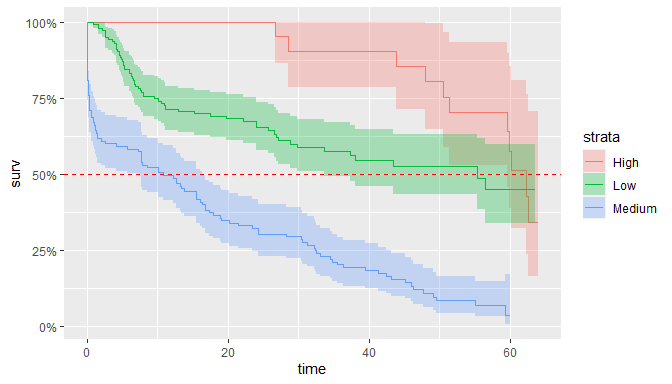 100%
75%
50%
25%
0%
surv
0 20 40 60
time
strata
High
Low
Medium